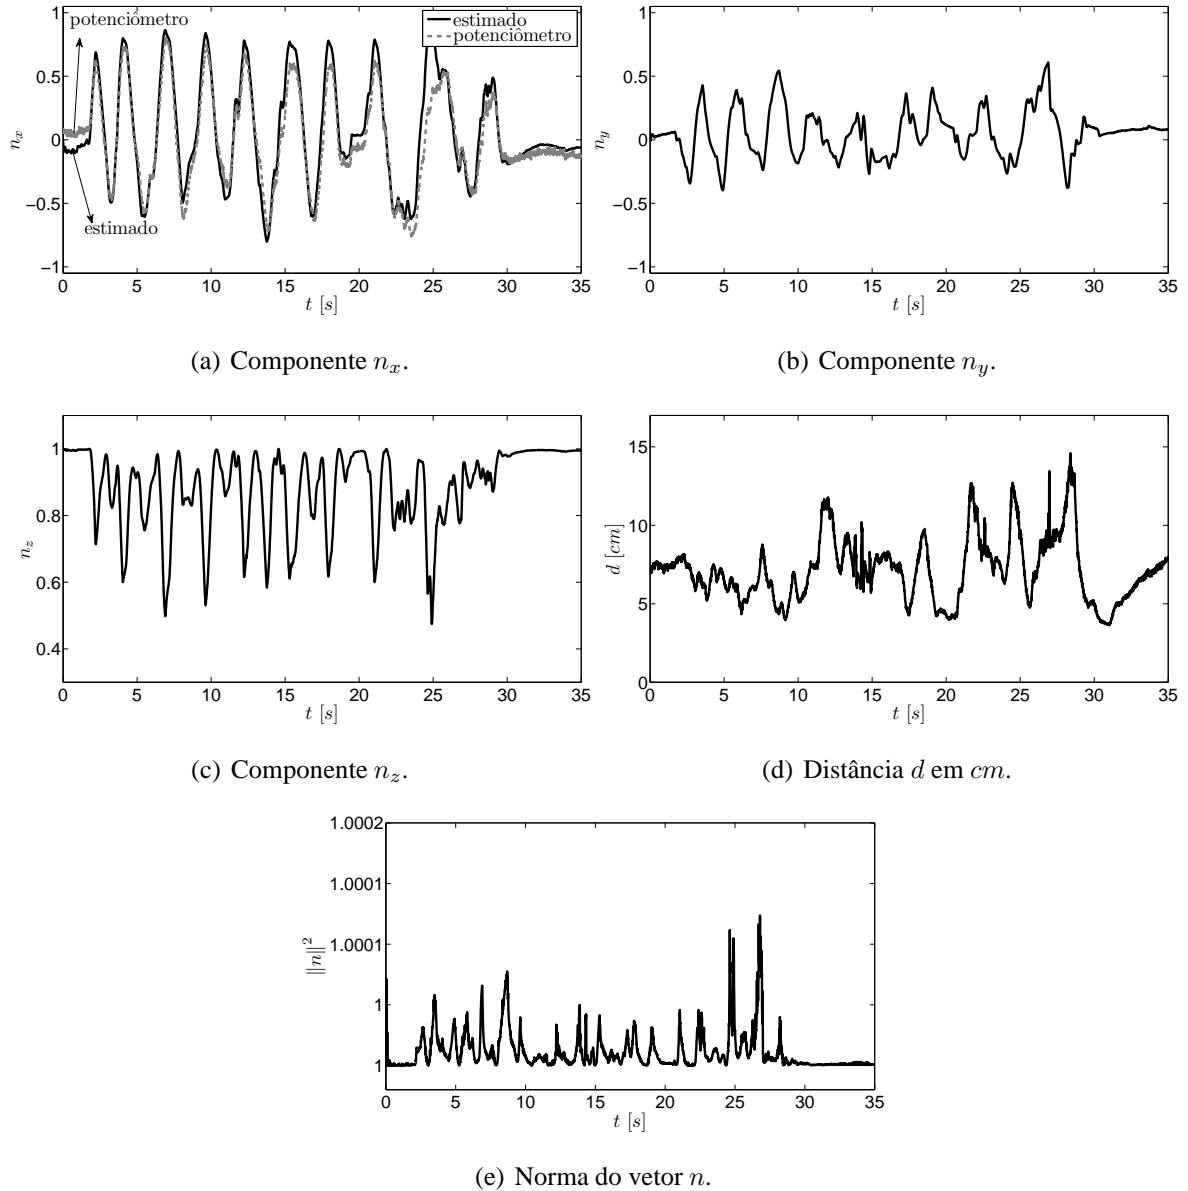 potenciômetro
estimado
potenciômetro
estimado
1
0.5
0
−0.5
−1
n_x
0 5 10 15 20 25 30 35
t [s]
(a) Componente n_x.
1
0.5
0
−0.5
−1
n_y
0 5 10 15 20 25 30 35
t [s]
(b) Componente n_y.
1
0.8
0.6
0.4
n_z
0 5 10 15 20 25 30 35
t [s]
(c) Componente n_z.
15
10
5
0
d [cm]
0 5 10 15 20 25 30 35
t [s]
(d) Distância d em cm.
1.0002
1.0001
1.0001
1
1
||n||²
0 5 10 15 20 25 30 35
t [s]
(e) Norma do vetor n.